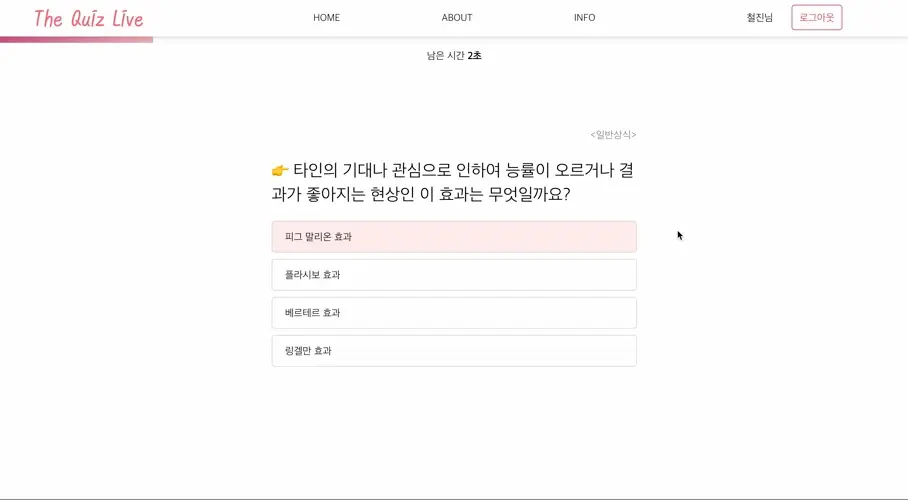 The Quiz Live
HOME
ABOUT
INFO
철진님
로그아웃
남은 시간 2초
<일반상식>
👉 타인의 기대나 관심으로 인하여 능률이 오르거나 결
과가 좋아지는 현상인 이 효과는 무엇일까요?
피그 말리온 효과
플라시보 효과
베르테르 효과
링겔만 효과